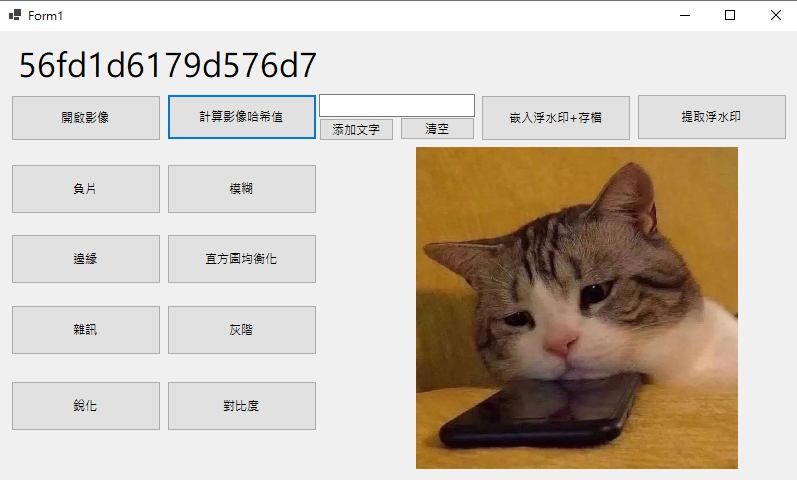 Form1
56fd1d6179d576d7
開啟影像
計算影像哈希值
添加文字
清空
嵌入浮水印+存檔
提取浮水印
負片
模糊
邊緣
直方圖均衡化
雜訊
灰階
銳化
對比度